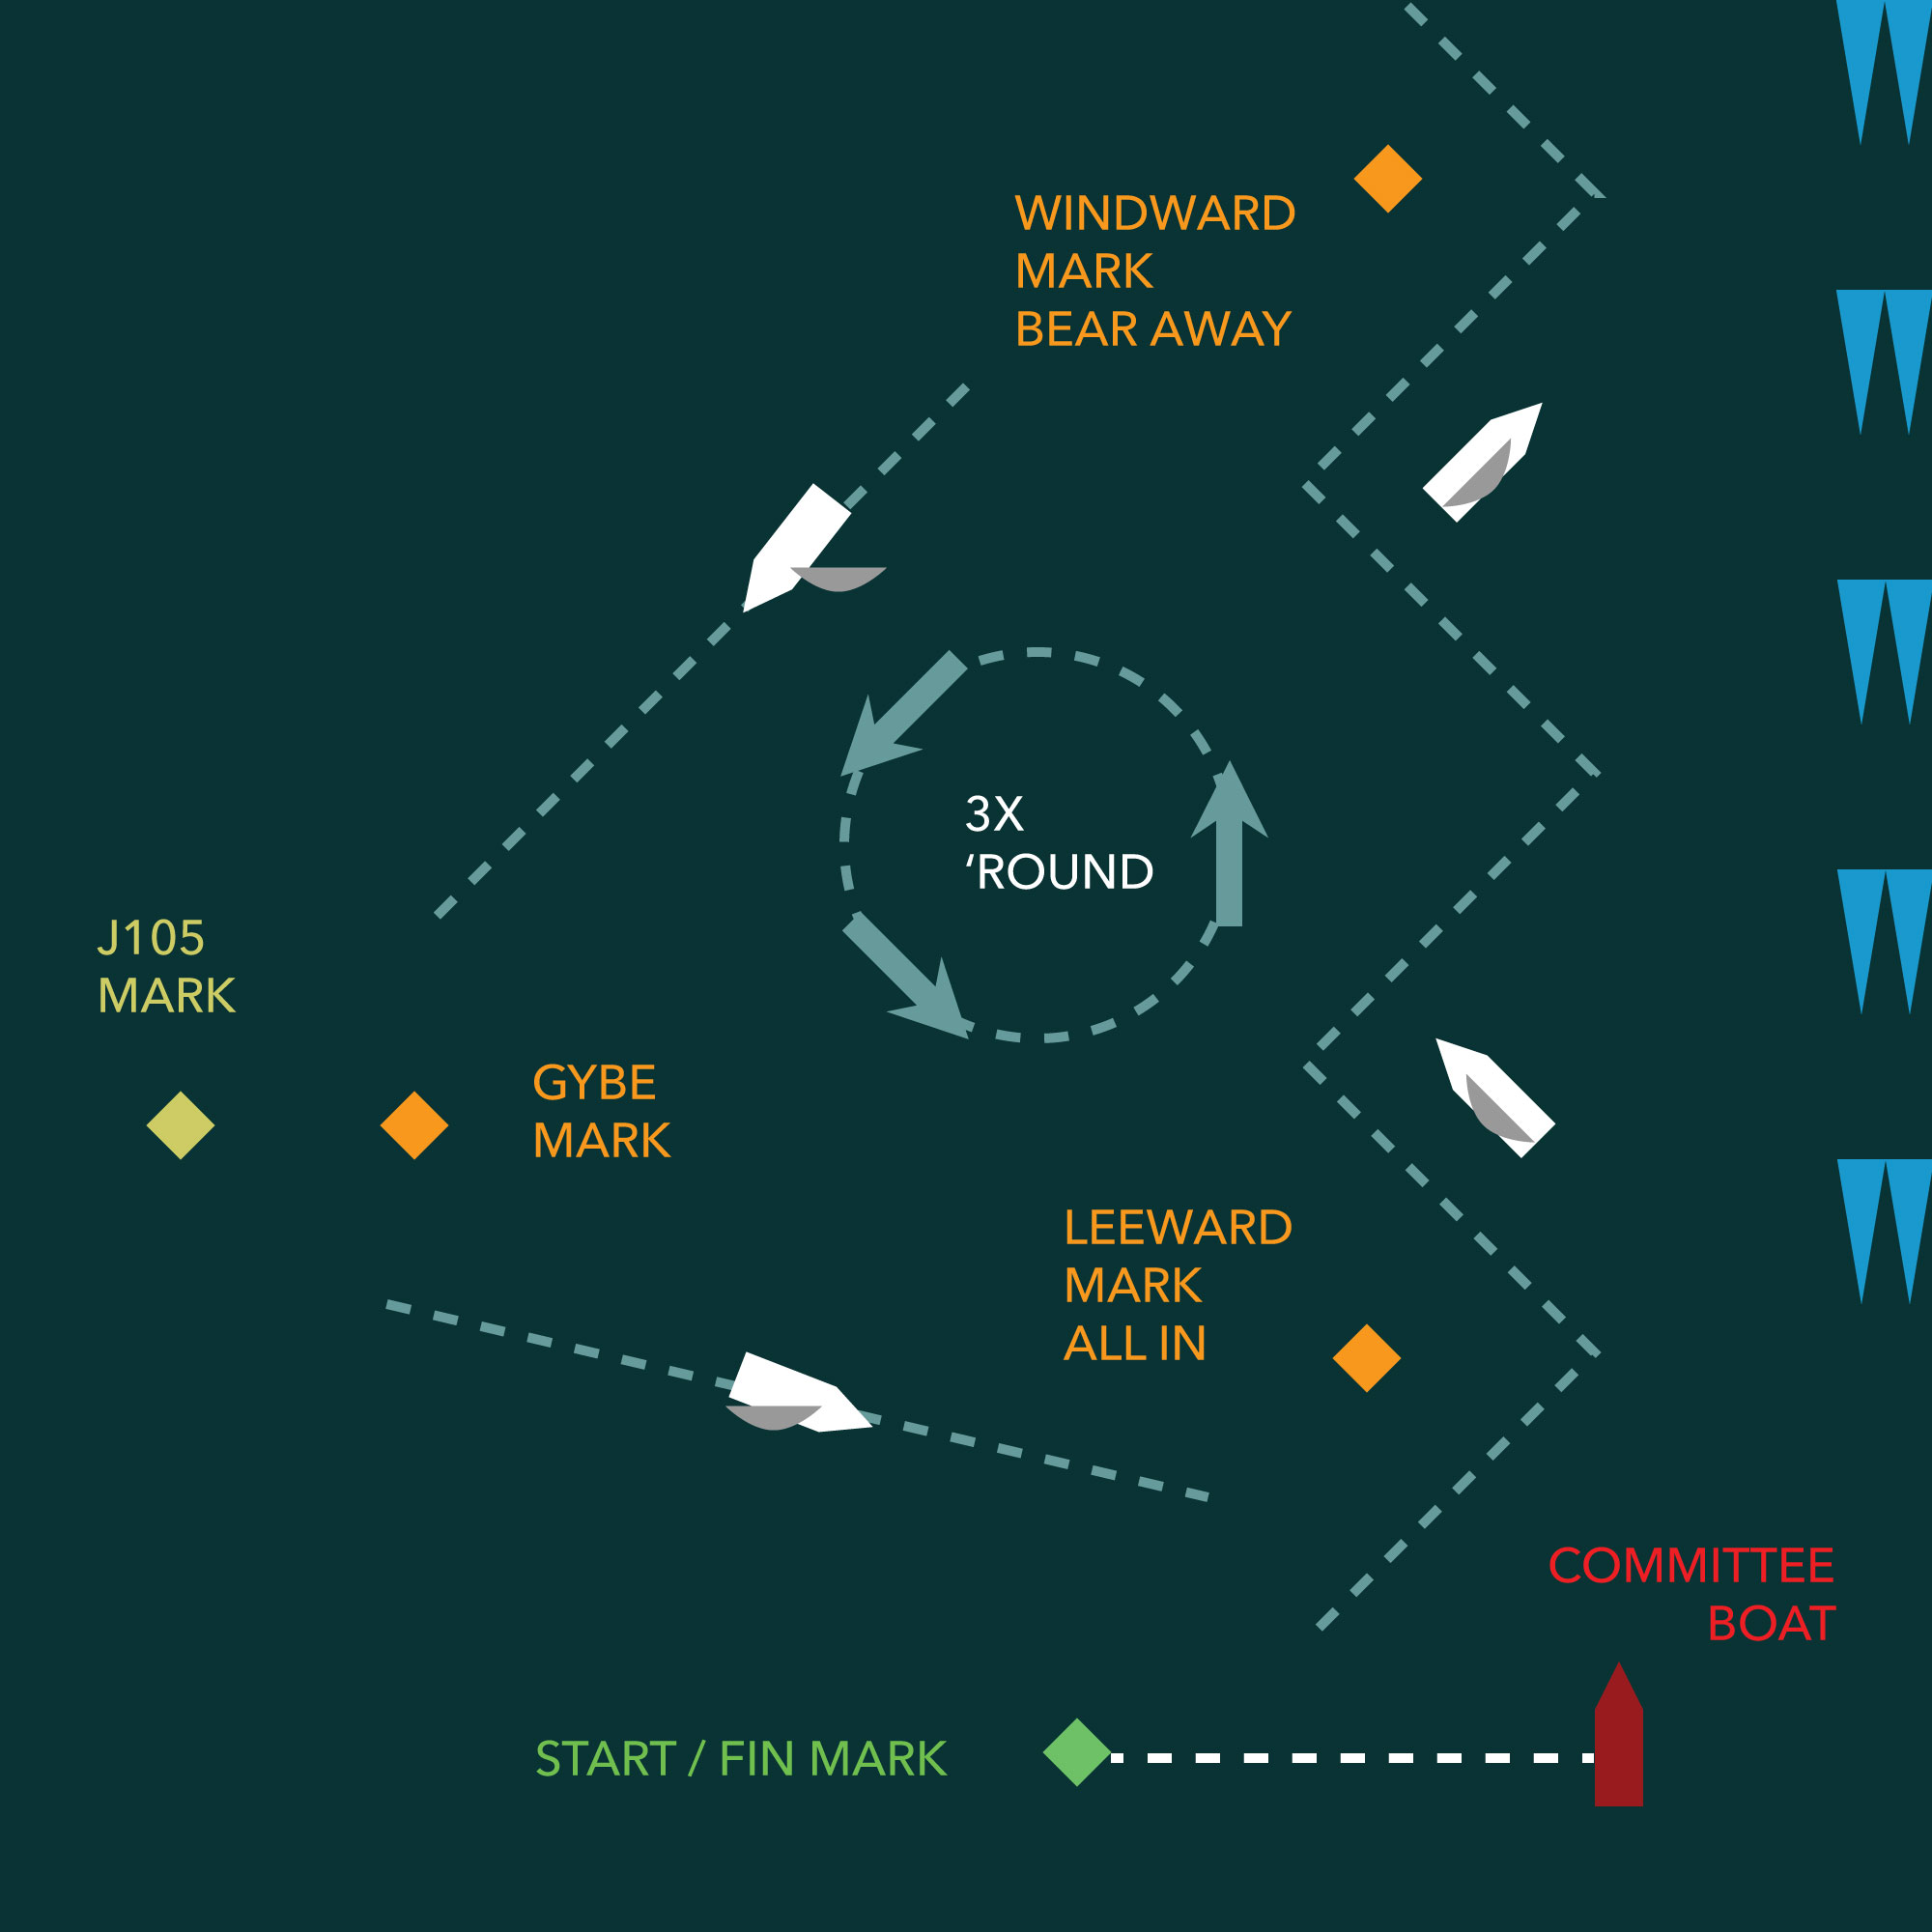 WINDWARD
MARK
BEAR AWAY
3X
‘ROUND
J105
MARK
GYBE
MARK
LEEWARD
MARK
ALL IN
COMMITTEE
BOAT
START / FIN MARK